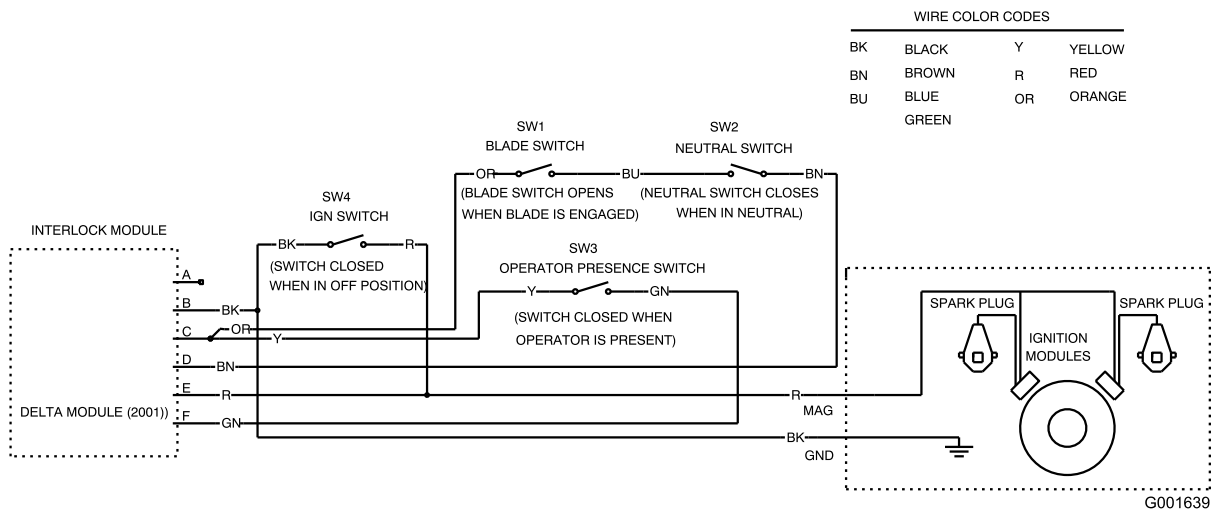 WIRE COLOR CODES
BK BLACK Y YELLOW
BN BROWN R RED
BU BLUE OR ORANGE
GREEN
SW1
BLADE SWITCH
SW2
NEUTRAL SWITCH
OR BU BN
(BLADE SWITCH OPENS
WHEN BLADE IS ENGAGED)
(NEUTRAL SWITCH CLOSES
WHEN IN NEUTRAL)
SW4
IGN SWITCH
BK R
(SWITCH CLOSED
WHEN IN OFF POSITION)
SW3
OPERATOR PRESENCE SWITCH
Y GN
(SWITCH CLOSED WHEN
OPERATOR IS PRESENT)
INTERLOCK MODULE
A
B BK
OR
C Y
D BN
E R
F GN
DELTA MODULE (2001))
R
MAG
BK
GND
SPARK PLUG
SPARK PLUG
IGNITION
MODULES
G001639